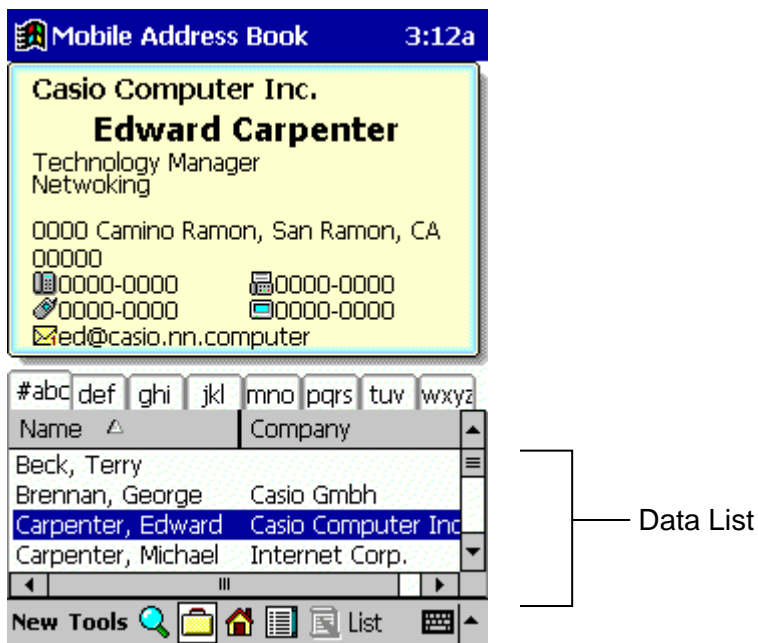 Mobile Address Book 3:12a
Casio Computer Inc.
Edward Carpenter
Technology Manager
Netwoking
0000 Camino Ramon, San Ramon, CA
00000
0000-0000 0000-0000
0000-0000 0000-0000
ed@casio.nn.computer
#abc def ghi jkl mno pqrs tuv wxyz
Name Company
Beck, Terry
Brennan, George Casio Gmbh
Carpenter, Edward Casio Computer Inc
Carpenter, Michael Internet Corp.
Data List
New Tools List